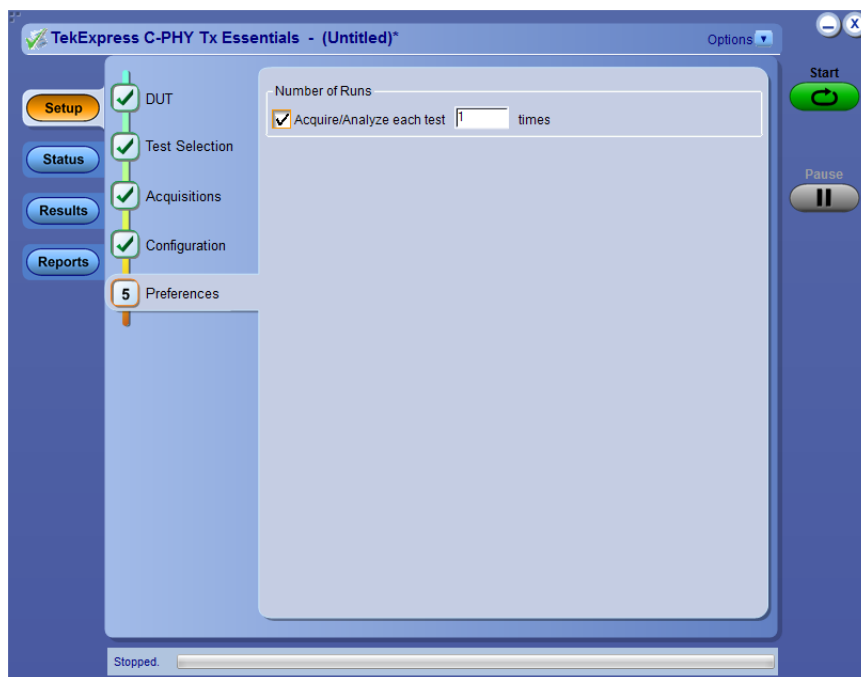 TekExpress C-PHY Tx Essentials - (Untitled)*
Options
X
Start
Pause
Setup
Status
Results
Reports
DUT
Test Selection
Acquisitions
Configuration
5 Preferences
Number of Runs
Acquire/Analyze each test 1 times
Stopped.